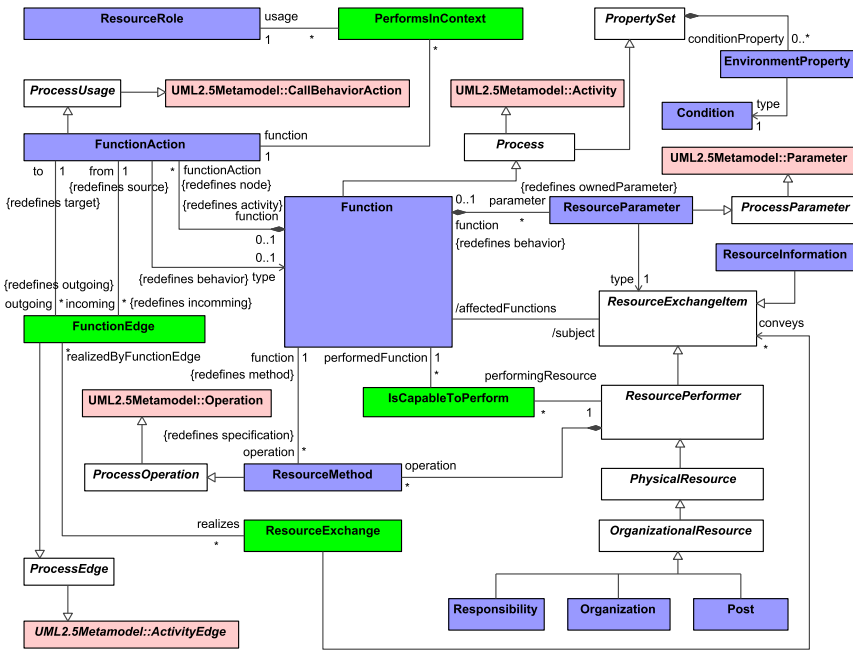 ResourceRole
usage
1
*
PerformsInContext
*
PropertySet
conditionProperty
0..*
EnvironmentProperty
type
1
Condition
ProcessUsage
UML2.5Metamodel::CallBehaviorAction
UML2.5Metamodel::Activity
Process
FunctionAction
function
1
UML2.5Metamodel::Parameter
to
1
from
1
*
functionAction
{redefines source}
{redefines node}
{redefines target}
{redefines activity}
function
0..1
0..1
{redefines behavior}
type
Function
0..1
parameter
{redefines ownedParameter}
function
*
{redefines behavior}
ResourceParameter
ProcessParameter
ResourceInformation
type
1
{redefines outgoing}
outgoing
*
incoming
*
{redefines incomming}
/affectedFunctions
/subject
ResourceExchangeItem
conveys
*
FunctionEdge
*
realizedByFunctionEdge
function
1
{redefines method}
performedFunction
1
*
performingResource
*
IsCapableToPerform
ResourcePerformer
1
UML2.5Metamodel::Operation
{redefines specification}
operation
*
ProcessOperation
ResourceMethod
operation
*
PhysicalResource
realizes
*
ResourceExchange
OrganizationalResource
ProcessEdge
Responsibility
Organization
Post
UML2.5Metamodel::ActivityEdge